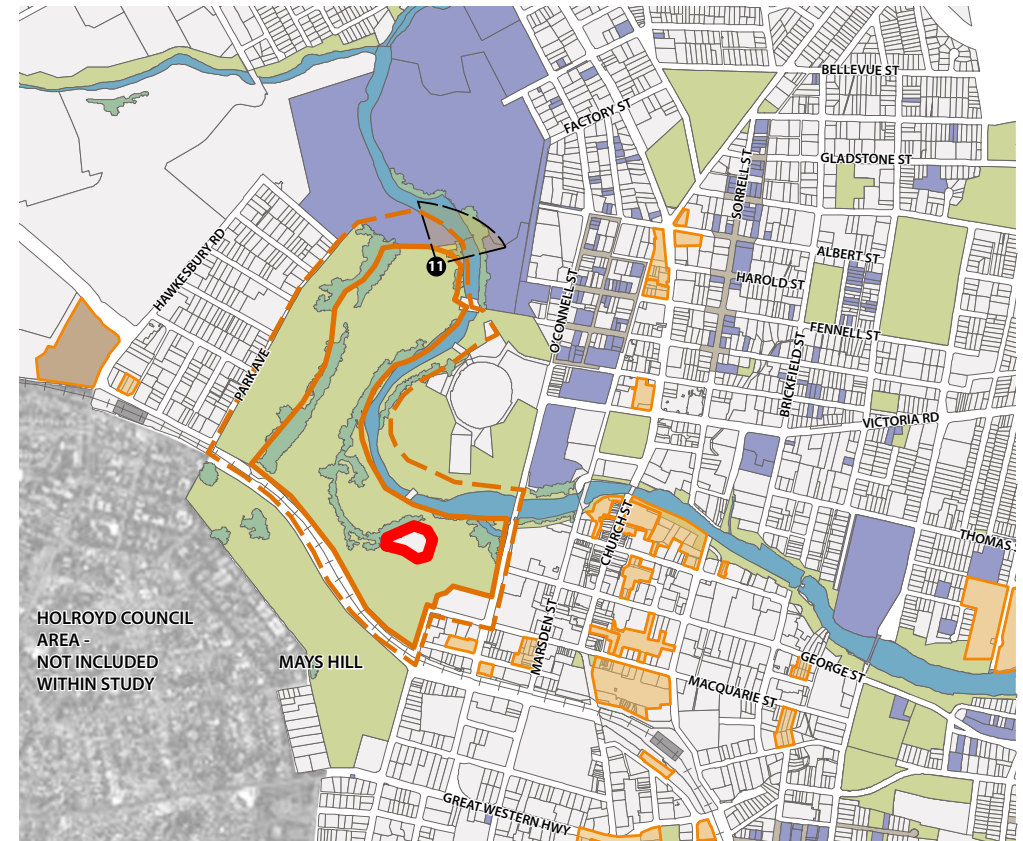 BELLEVUE ST
FACTORY ST
GLADSTONE ST
SORRELL ST
HAWKESBURY RD
ALBERT ST
11
HAROLD ST
O'CONNELL ST
FENNELL ST
BRICKFIELD ST
PARK AVE
VICTORIA RD
CHURCH ST
THOMAS S
HOLROYD COUNCIL
AREA -
NOT INCLUDED
WITHIN STUDY
MAYS HILL
MARSDEN ST
GEORGE ST
MACQUARIE ST
GREAT WESTERN HWY